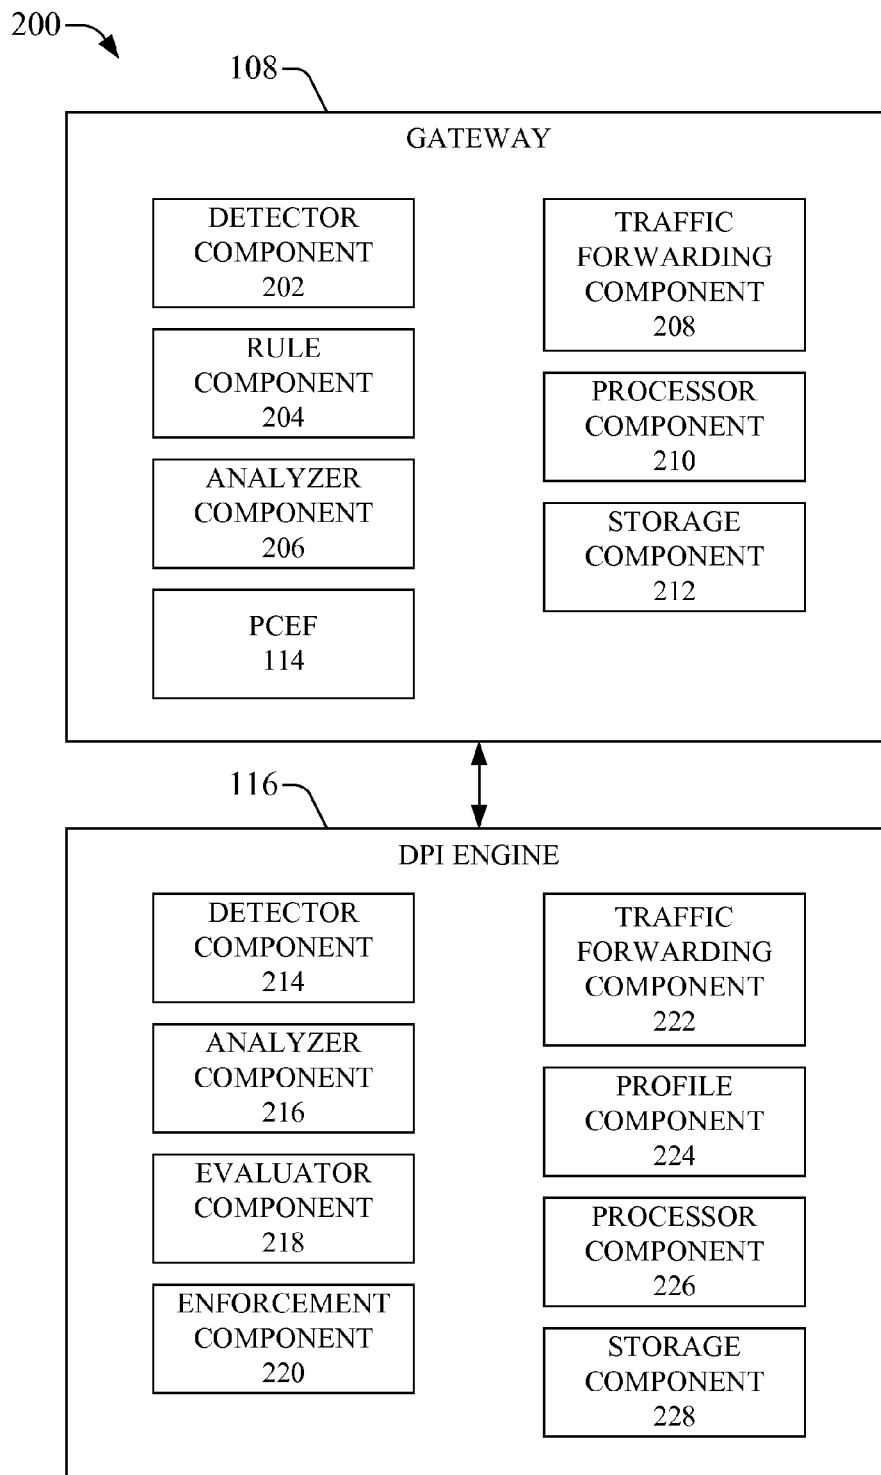 200
108
GATEWAY
DETECTOR
COMPONENT
202
RULE
COMPONENT
204
ANALYZER
COMPONENT
206
PCEF
114
TRAFFIC
FORWARDING
COMPONENT
208
PROCESSOR
COMPONENT
210
STORAGE
COMPONENT
212
116
DPI ENGINE
DETECTOR
COMPONENT
214
ANALYZER
COMPONENT
216
EVALUATOR
COMPONENT
218
ENFORCEMENT
COMPONENT
220
TRAFFIC
FORWARDING
COMPONENT
222
PROFILE
COMPONENT
224
PROCESSOR
COMPONENT
226
STORAGE
COMPONENT
228